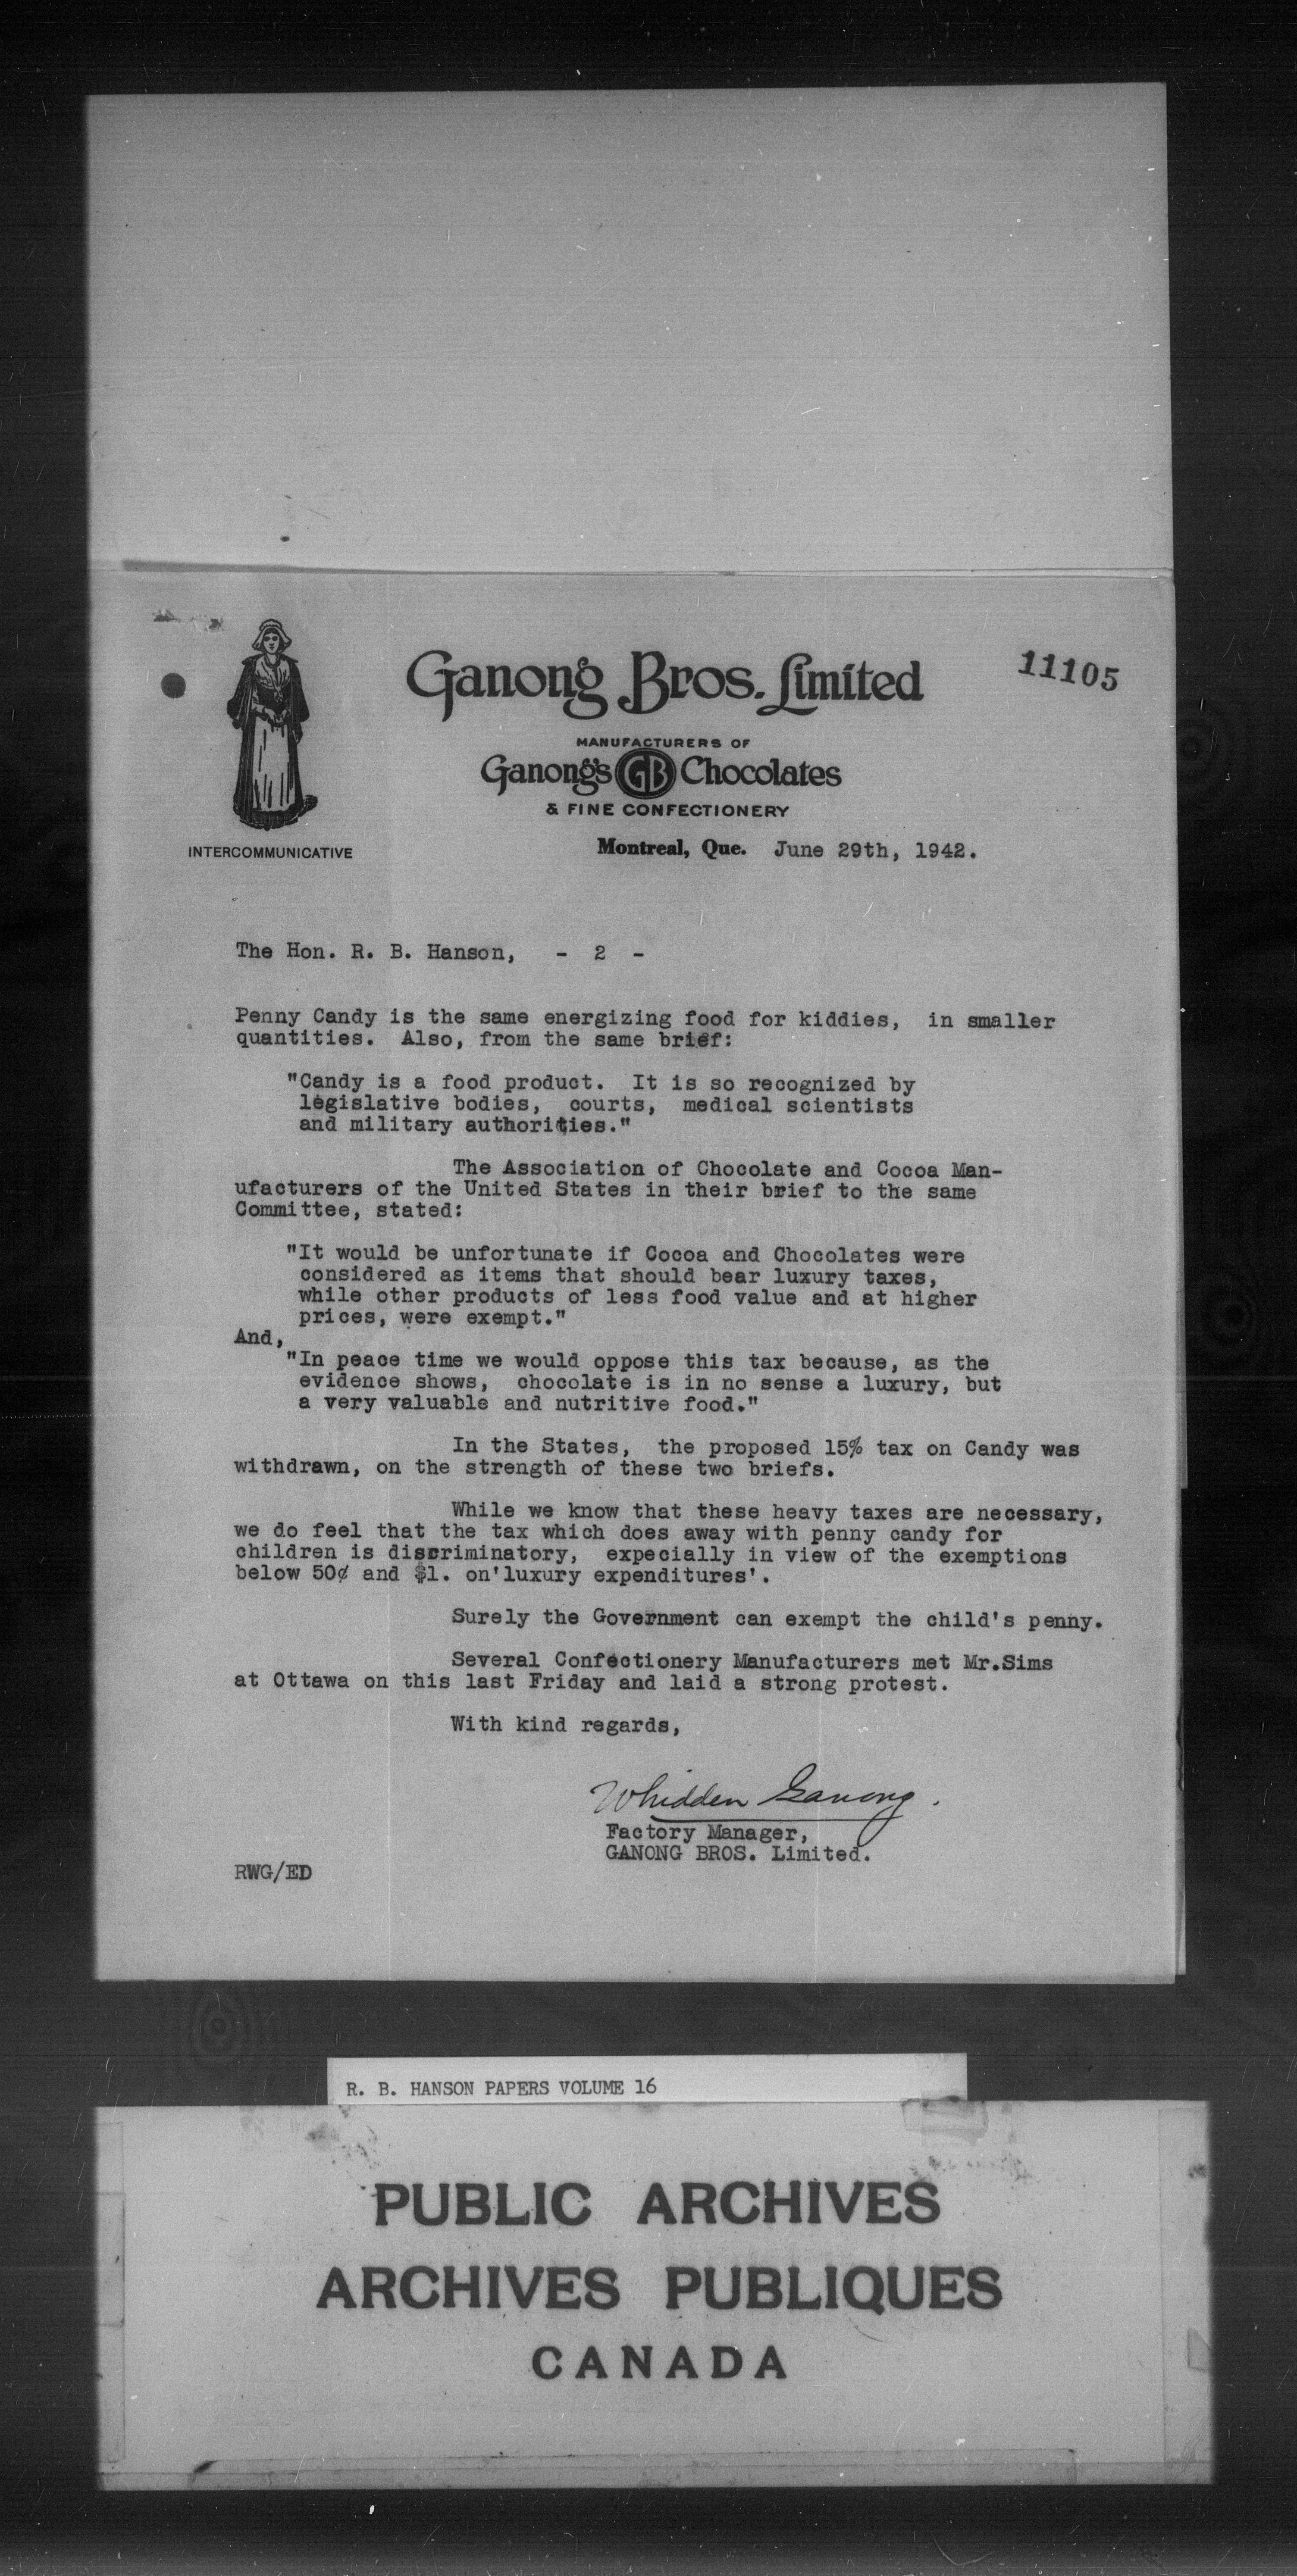 Ganong Bros. Limited
11105
MANUFACTURERS OF
Ganong's GB Chocolates
& FINE CONFECTIONERY
INTERCOMMUNICATIVE
Montreal, Que. June 29th, 1942.
The Hon. R. B. Hanson, - 2 -
Penny Candy is the same energizing food for kiddies, in smaller
quantities. Also, from the same brief:
"Candy is a food product. It is so recognized by
legislative bodies, courts, medical scientists
and military authorities."
The Association of Chocolate and Cocoa Man-
ufacturers of the United States in their brief to the same
Committee, stated:
"It would be unfortunate if Cocoa and Chocolates were
considered as items that should bear luxury taxes,
while other products of less food value and at higher
prices, were exempt."
And,
"In peace time we would oppose this tax because, as the
evidence shows, chocolate is in no sense a luxury, but
a very valuable and nutritive food."
In the States, the proposed 15% tax on Candy was
withdrawn, on the strength of these two briefs.
While we know that these heavy taxes are necessary,
we do feel that the tax which does away with penny candy for
children is discriminatory, expecially in view of the exemptions
below 50¢ and $1. on'luxury expenditures'.
Surely the Government can exempt the child's penny.
Several Confectionery Manufacturers met Mr.Sims
at Ottawa on this last Friday and laid a strong protest.
With kind regards,
Whidden Ganong.
Factory Manager,
GANONG BROS. Limited.
RWG/ED
R. B. HANSON PAPERS VOLUME 16
PUBLIC ARCHIVES
ARCHIVES PUBLIQUES
CANADA